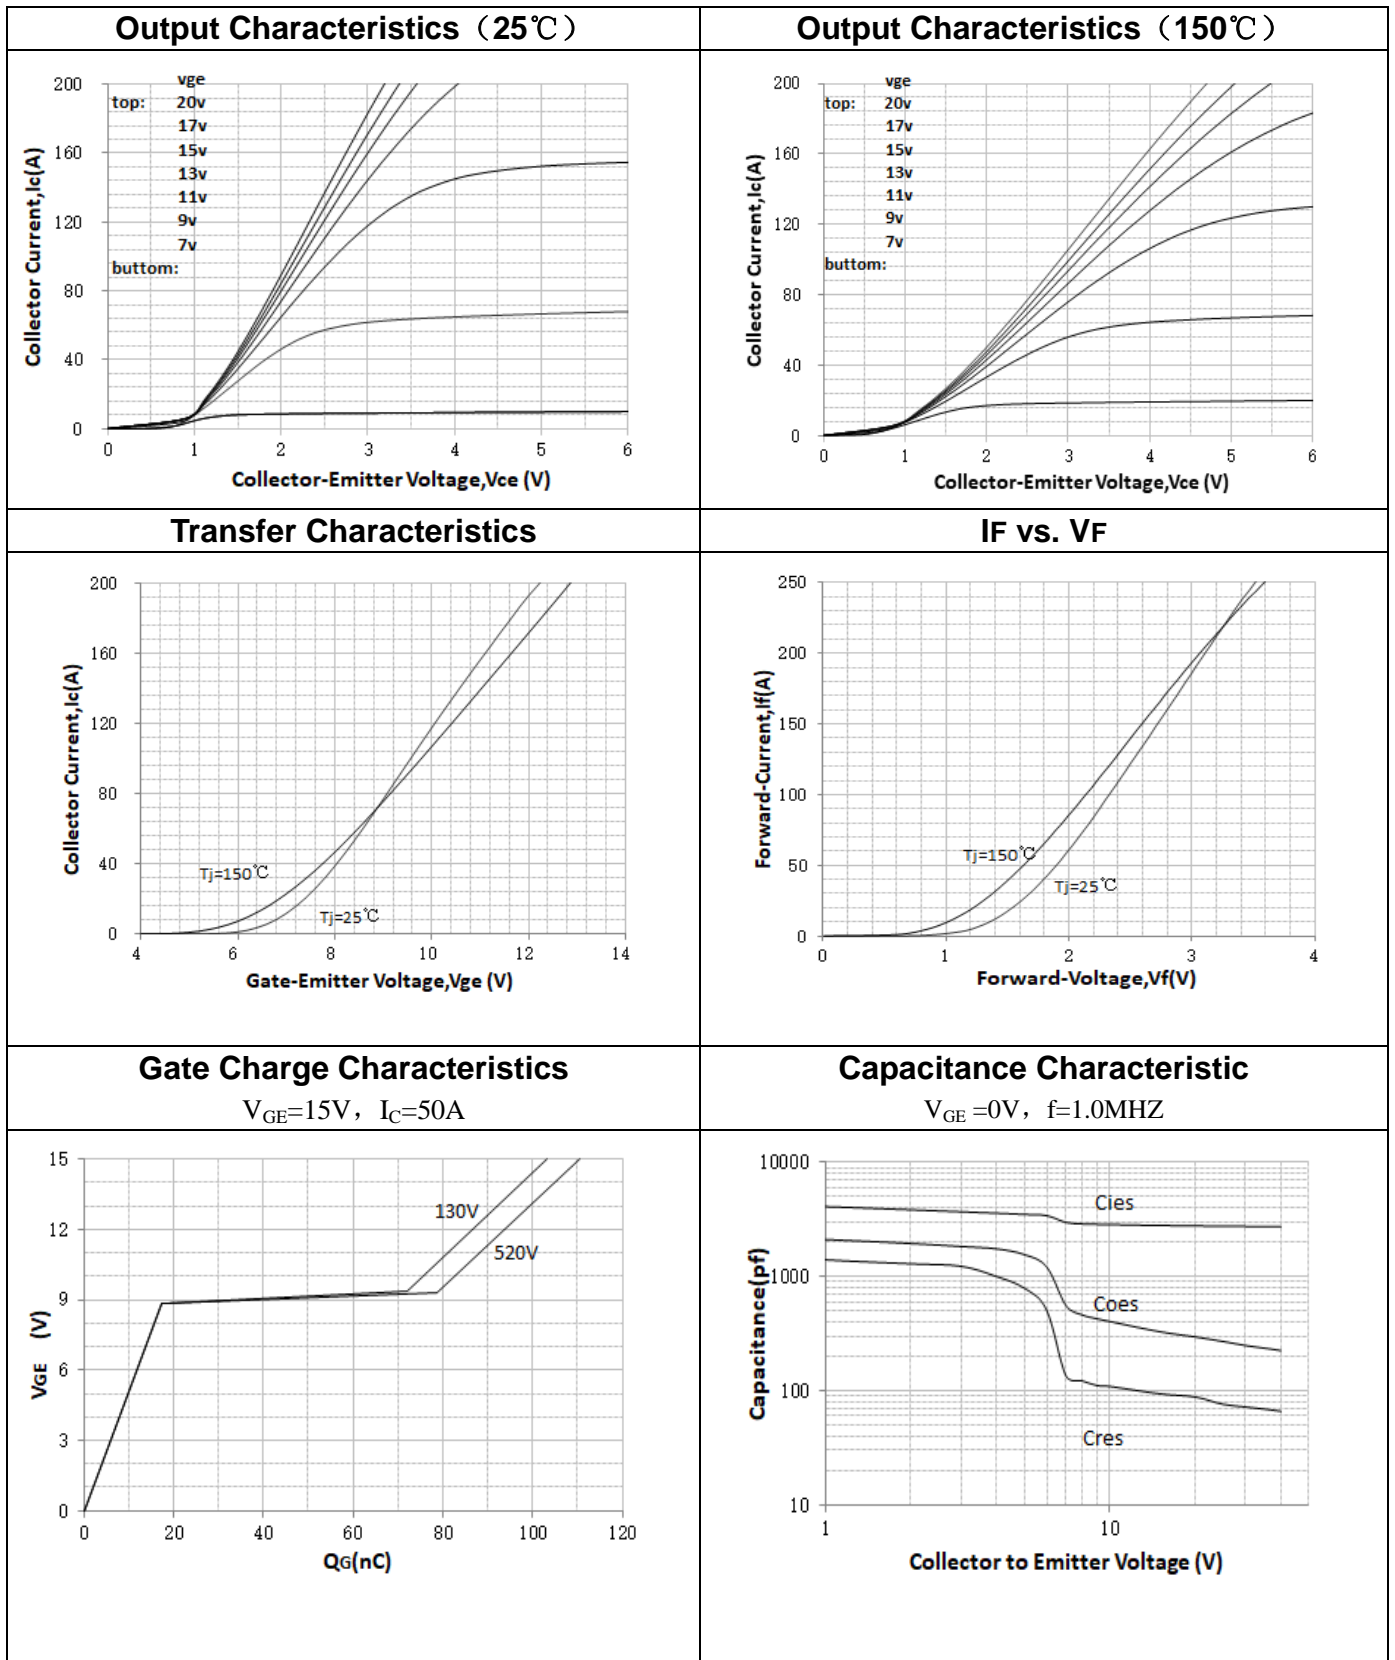 Output Characteristics（25℃）
200
160
120
80
40
0
Collector Current,Ic(A)
vge
top: 20v
17v
15v
13v
11v
9v
7v
buttom:
0 1 2 3 4 5 6
Collector-Emitter Voltage,Vce (V)
Output Characteristics（150℃）
200
160
120
80
40
0
Collector Current,Ic(A)
vge
top: 20v
17v
15v
13v
11v
9v
7v
buttom:
0 1 2 3 4 5 6
Collector-Emitter Voltage,Vce (V)
Transfer Characteristics
200
160
120
80
40
0
Collector Current,Ic(A)
Tj=150℃
Tj=25℃
4 6 8 10 12 14
Gate-Emitter Voltage,Vge (V)
IF vs. VF
250
200
150
100
50
0
Forward-Current,If(A)
Tj=150℃
Tj=25℃
0 1 2 3 4
Forward-Voltage,Vf(V)
Gate Charge Characteristics
VGE=15V，IC=50A
15
12
9
6
3
0
VGE (V)
130V
520V
0 20 40 60 80 100 120
QG(nC)
Capacitance Characteristic
VGE =0V，f=1.0MHZ
10000
1000
100
10
Capacitance(pf)
Cies
Coes
Cres
1 10
Collector to Emitter Voltage (V)